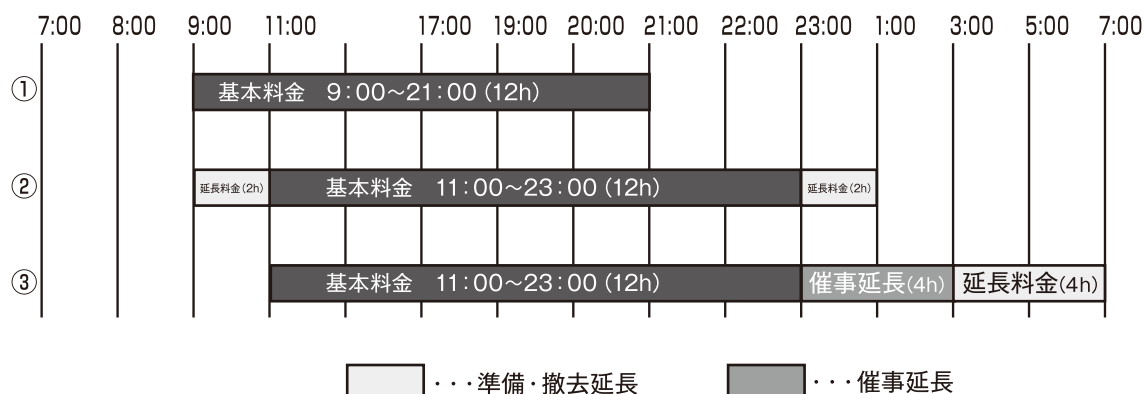 7:00 8:00 9:00 11:00 17:00 19:00 20:00 21:00 22:00 23:00 1:00 3:00 5:00 7:00
① 基本料金 9:00〜21:00(12h)
② 延長料金(2h) 基本料金 11:00〜23:00(12h) 延長料金(2h)
③ 基本料金 11:00〜23:00(12h) 催事延長(4h) 延長料金(4h)
・・・準備・撤去延長 ・・・催事延長